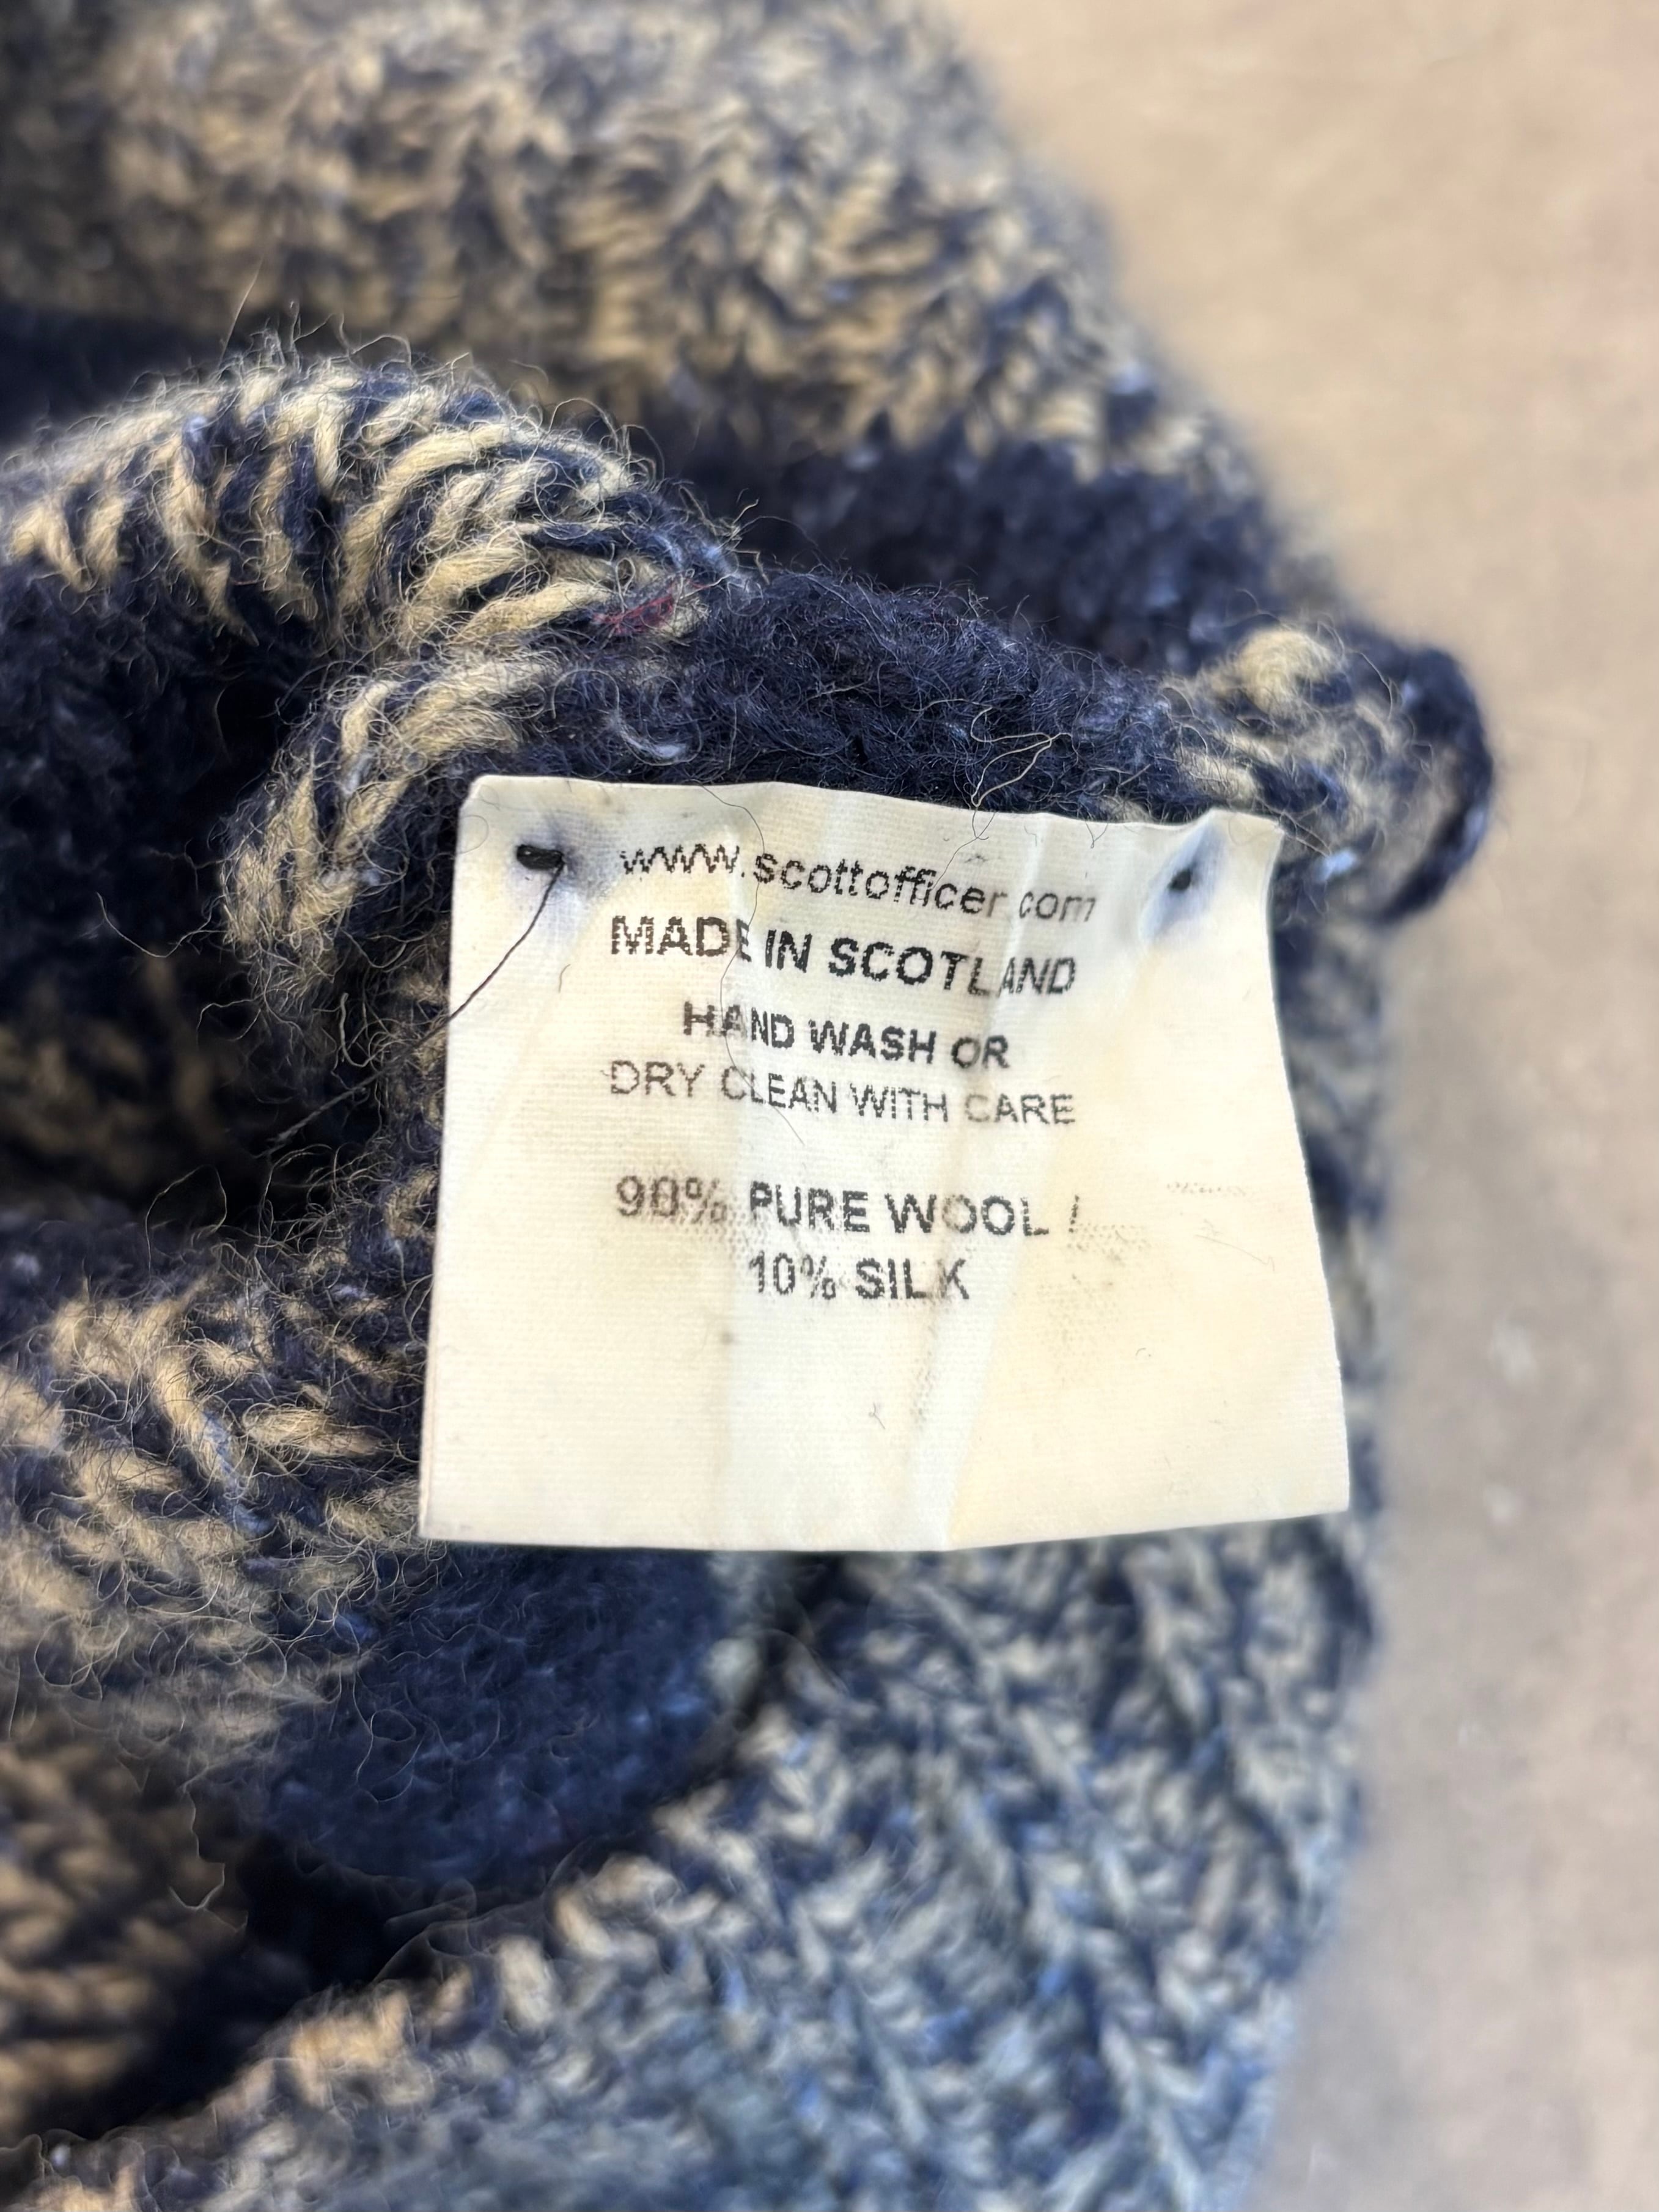 www.scottofficer.com
MADE IN SCOTLAND
HAND WASH OR
DRY CLEAN WITH CARE
90% PURE WOOL /
10% SILK